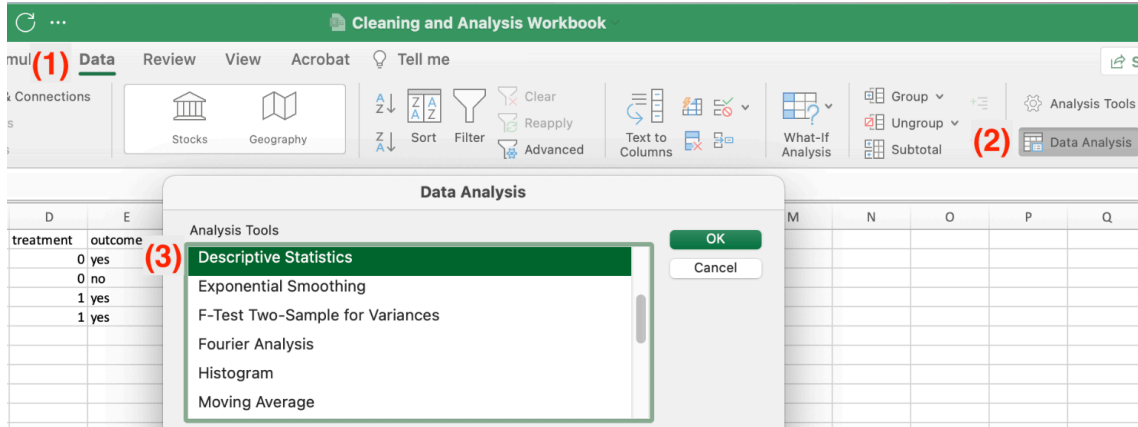 Cleaning and Analysis Workbook
(1) Data Review View Acrobat Tell me
Connections
Stocks Geography
Sort Filter
Clear
Reapply
Advanced
Text to
Columns
What-If
Analysis
Group
Ungroup
Subtotal
Analysis Tools
(2) Data Analysis
Data Analysis
D E M N O P Q
treatment outcome
0 yes
0 no
1 yes
1 yes
Analysis Tools
(3) Descriptive Statistics
Exponential Smoothing
F-Test Two-Sample for Variances
Fourier Analysis
Histogram
Moving Average
OK
Cancel